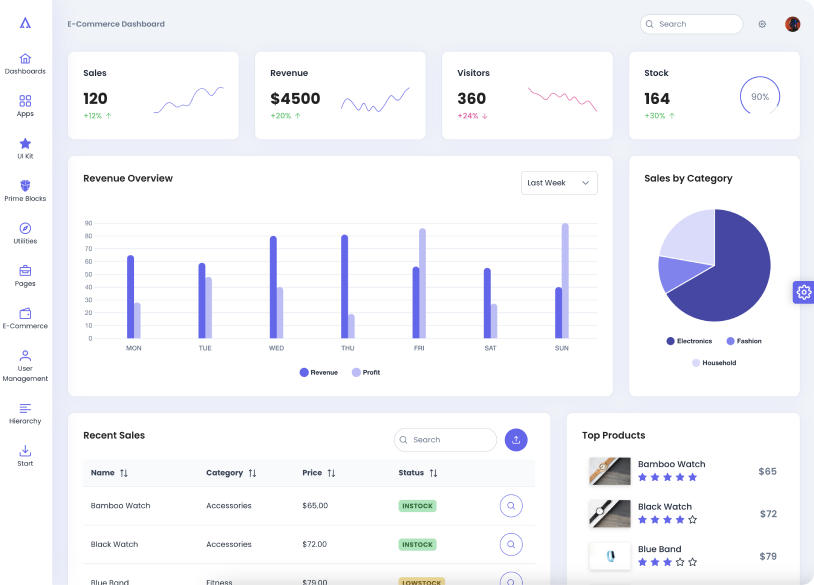 E-Commerce Dashboard
Search
Dashboards
Apps
UI Kit
Prime Blocks
Utilities
Pages
E-Commerce
User
Management
Hierarchy
Start
Sales
120
+12% ↑
Revenue
$4500
+20% ↑
Visitors
360
+24% ↓
Stock
164
+30% ↑
90%
Revenue Overview
Last Week
90
80
70
60
50
40
30
20
10
0
MON TUE WED THU FRI SAT SUN
Revenue Profit
Sales by Category
Electronics Fashion
Household
Recent Sales
Search
Name Category Price Status
Bamboo Watch Accessories $65.00 INSTOCK
Black Watch Accessories $72.00 INSTOCK
Blue Band Fitness $79.00 LOWSTOCK
Top Products
Bamboo Watch
$65
Black Watch
$72
Blue Band
$79